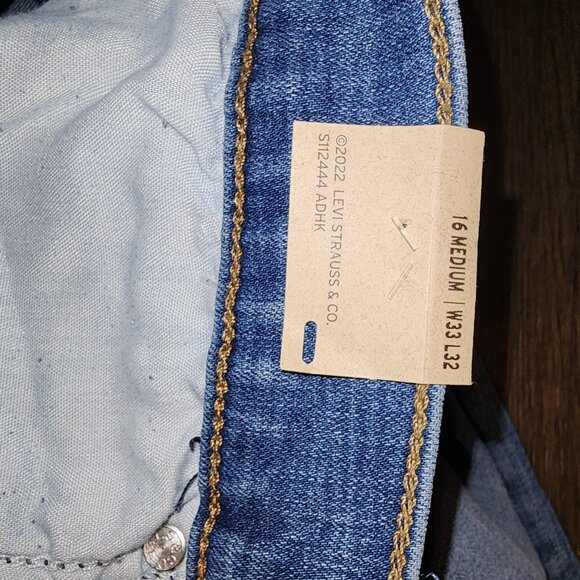 ©2022 LEVI STRAUSS & CO.
S112444 ADHK
16 MEDIUM | W33 L32